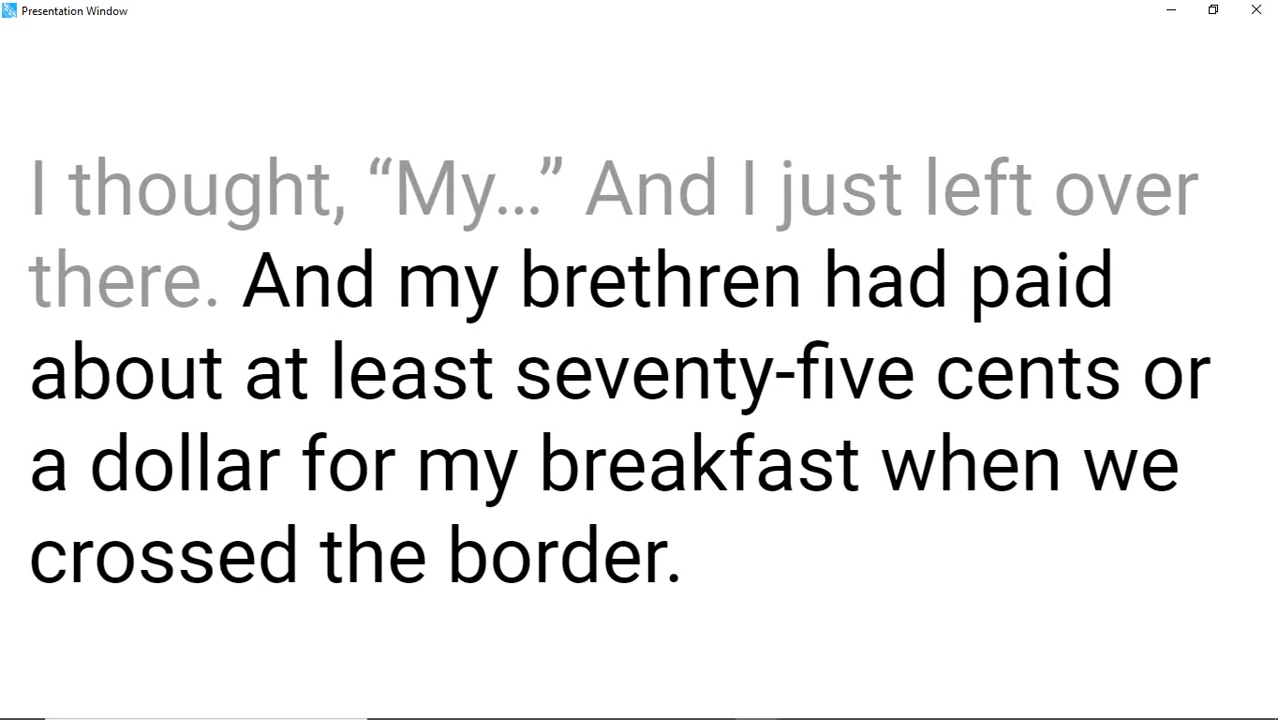 Presentation Window
I thought, “My…” And I just left over
there. And my brethren had paid
about at least seventy-five cents or
a dollar for my breakfast when we
crossed the border.